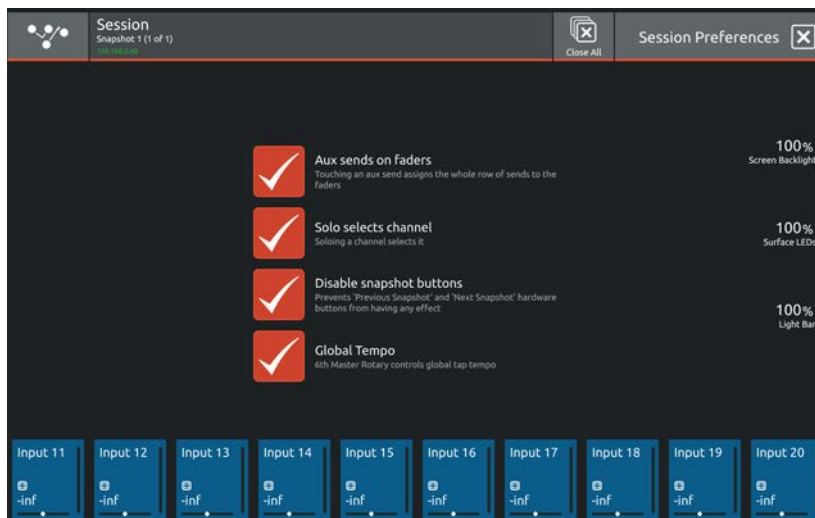 Session
Snapshot 1 (1 of 1)
Close All
Session Preferences
Aux sends on faders
Touching an aux send assigns the whole row of sends to the
faders
Solo selects channel
Soloing a channel selects it
Disable snapshot buttons
Prevents 'Previous Snapshot' and 'Next Snapshot' hardware
buttons from having any effect
Global Tempo
6th Master Rotary controls global tap tempo
100%
Screen Backlight
100%
Surface LEDs
100%
Light Bar
Input 11 Input 12 Input 13 Input 14 Input 15 Input 16 Input 17 Input 18 Input 19 Input 20
-inf -inf -inf -inf -inf -inf -inf -inf -inf -inf